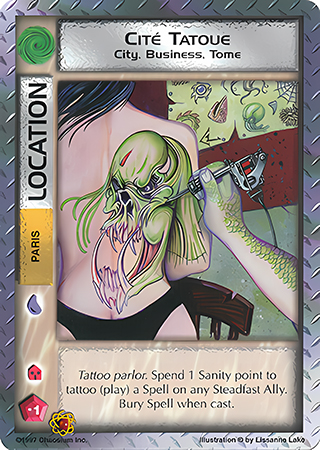 Cité Tatoue
City, Business, Tome
LOCATION
PARIS
Tattoo parlor. Spend 1 Sanity point to
tattoo (play) a Spell on any Steadfast Ally.
Bury Spell when cast.
-1
©1997 Chaosium Inc.
Illustration © by Lissanne Lake